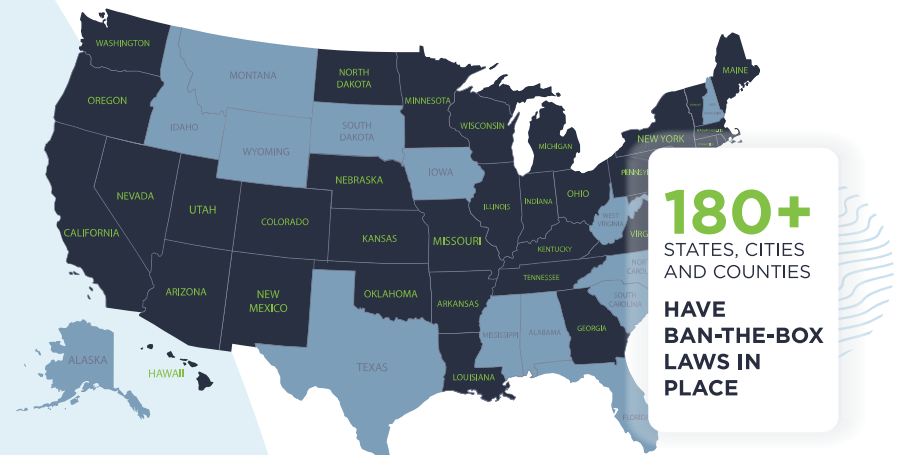 WASHINGTON
OREGON
CALIFORNIA
NEVADA
IDAHO
MONTANA
WYOMING
UTAH
ARIZONA
COLORADO
NEW
MEXICO
NORTH
DAKOTA
SOUTH
DAKOTA
NEBRASKA
KANSAS
OKLAHOMA
TEXAS
MINNESOTA
IOWA
MISSOURI
ARKANSAS
LOUISIANA
WISCONSIN
ILLINOIS
MICHIGAN
INDIANA
OHIO
KENTUCKY
TENNESSEE
MISSISSIPPI
ALABAMA
GEORGIA
WEST
VIRGINIA
SOUTH
CAROLINA
NEW YORK
MAINE
ALASKA
HAWAII
180+
STATES, CITIES
AND COUNTIES
HAVE
BAN-THE-BOX
LAWS IN
PLACE